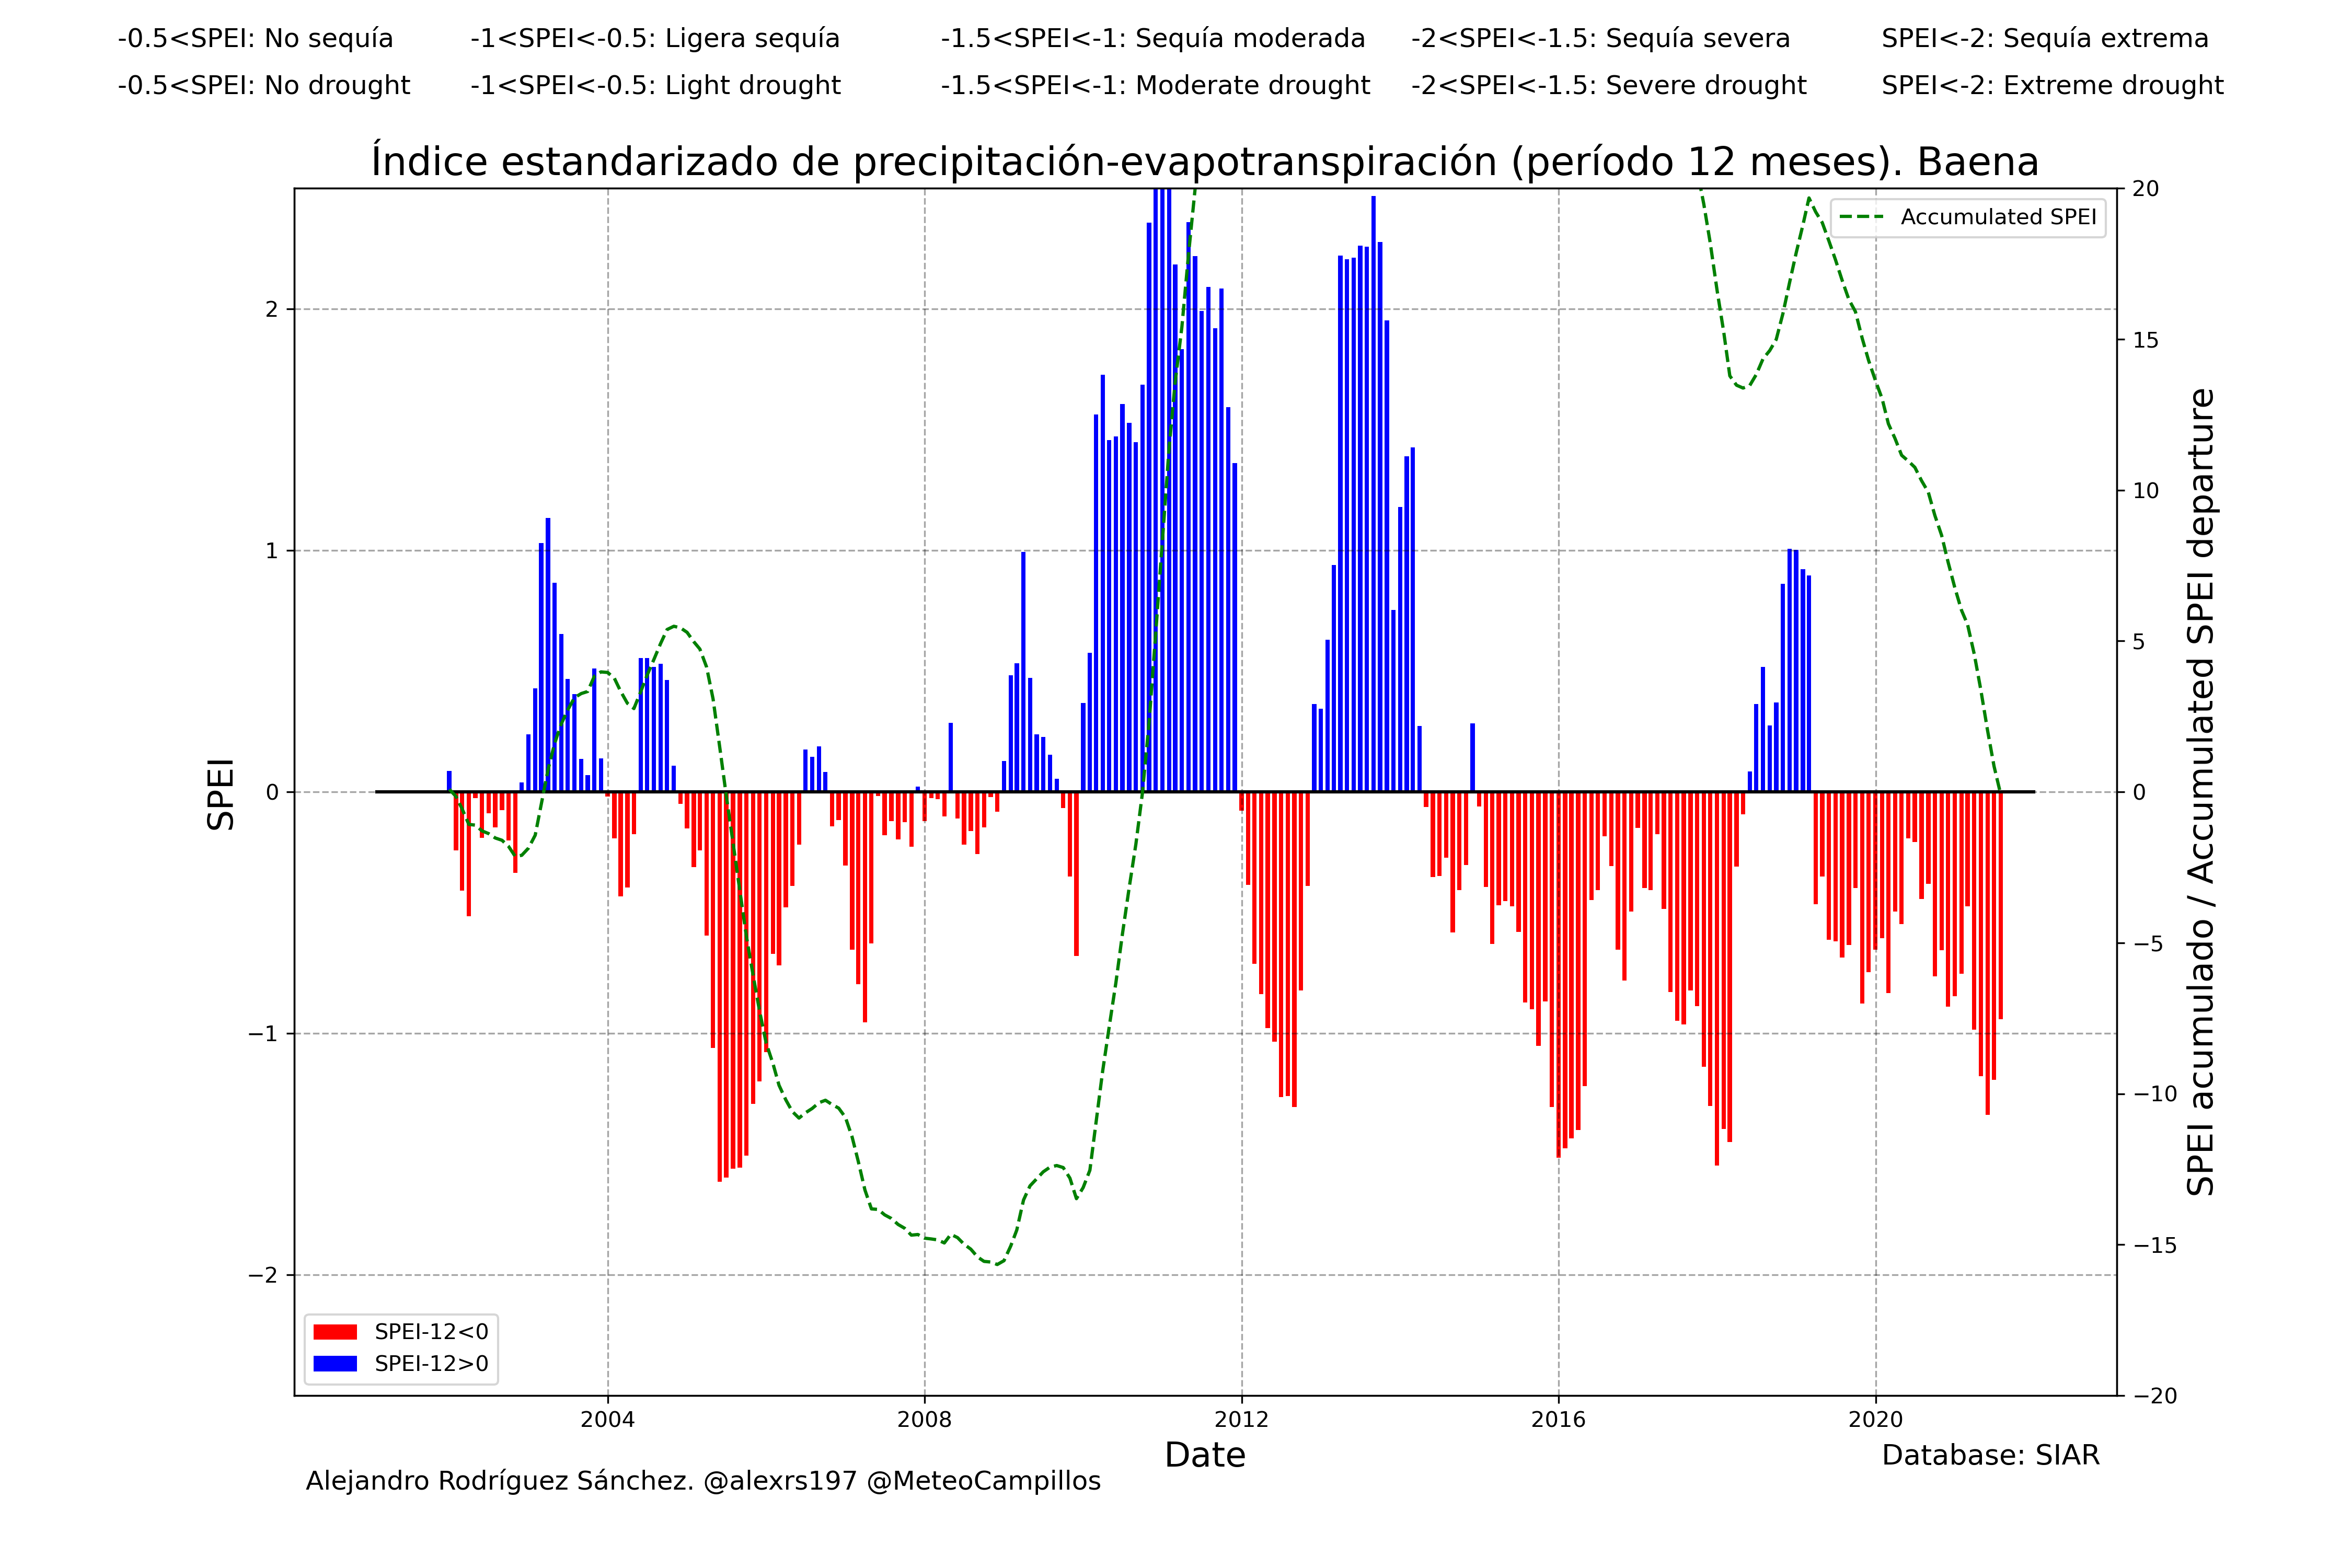 -0.5<SPEI: No sequía -1<SPEI<-0.5: Ligera sequía -1.5<SPEI<-1: Sequía moderada -2<SPEI<-1.5: Sequía severa SPEI<-2: Sequía extrema
-0.5<SPEI: No drought -1<SPEI<-0.5: Light drought -1.5<SPEI<-1: Moderate drought -2<SPEI<-1.5: Severe drought SPEI<-2: Extreme drought
Índice estandarizado de precipitación-evapotranspiración (período 12 meses). Baena
Accumulated SPEI
SPEI
2
1
0
−1
−2
20
15
10
5
0
−5
−10
−15
−20
SPEI acumulado / Accumulated SPEI departure
SPEI-12<0
SPEI-12>0
2004 2008 2012 2016 2020
Date
Database: SIAR
Alejandro Rodríguez Sánchez. @alexrs197 @MeteoCampillos